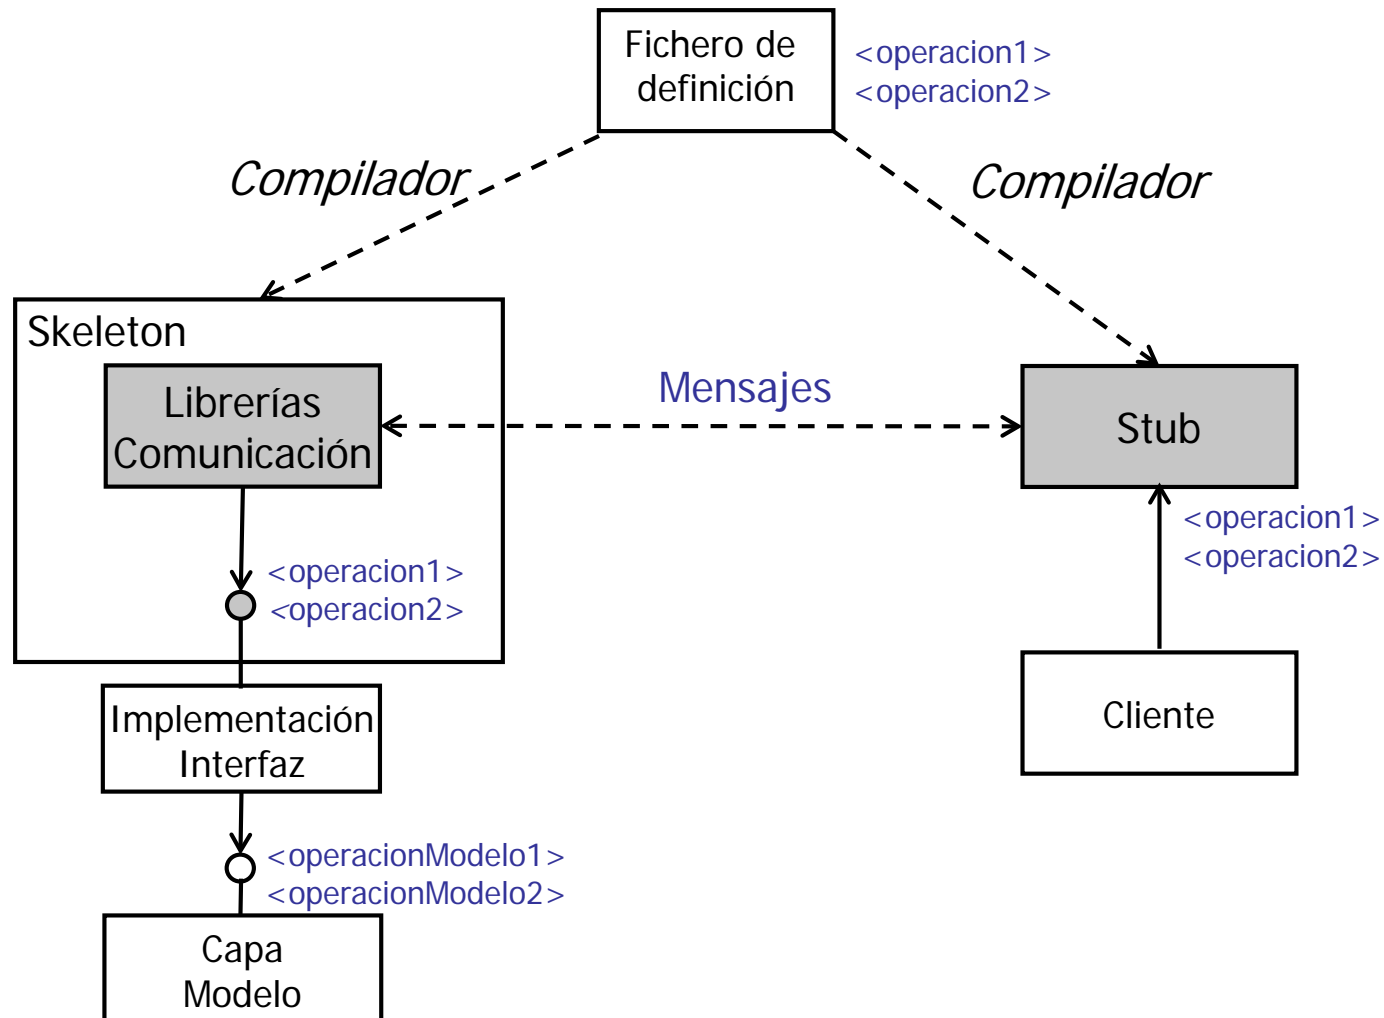 Fichero de
definición
<operacion1>
<operacion2>
Compilador
Compilador
Skeleton
Librerías
Comunicación
Mensajes
Stub
<operacion1>
<operacion2>
<operacion1>
<operacion2>
Implementación
Interfaz
Cliente
<operacionModelo1>
<operacionModelo2>
Capa
Modelo